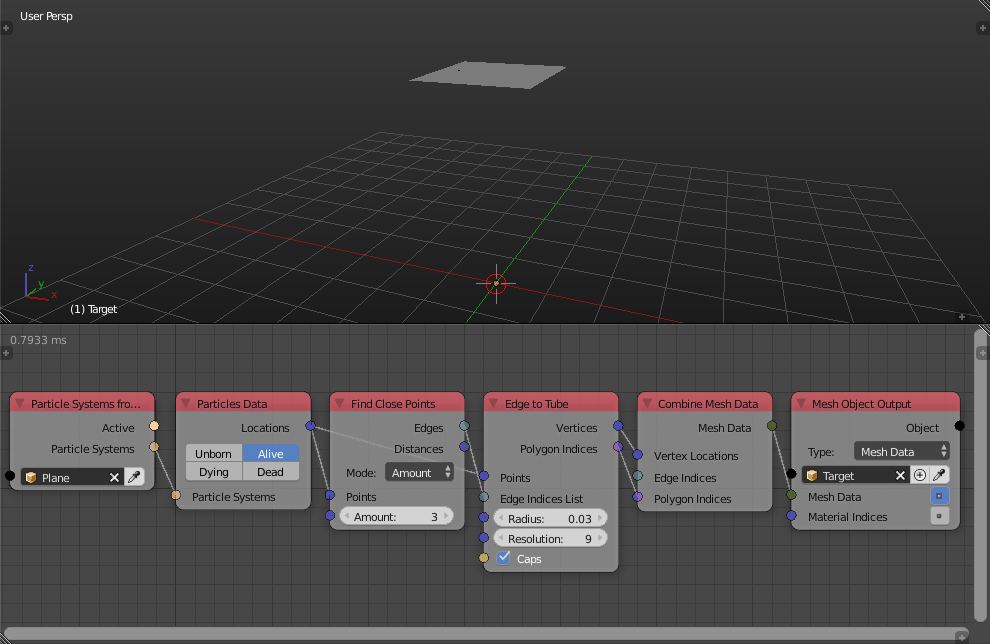 User Persp
z
y
x
(1) Target
0.7933 ms
Particle Systems fro...
Active
Particle Systems
Plane
Particles Data
Locations
Unborn Alive
Dying Dead
Particle Systems
Find Close Points
Edges
Distances
Mode: Amount
Points
Amount: 3
Edge to Tube
Vertices
Polygon Indices
Points
Edge Indices List
Radius: 0.03
Resolution: 9
Caps
Combine Mesh Data
Mesh Data
Vertex Locations
Edge Indices
Polygon Indices
Mesh Object Output
Object
Type: Mesh Data
Target
Mesh Data
Material Indices